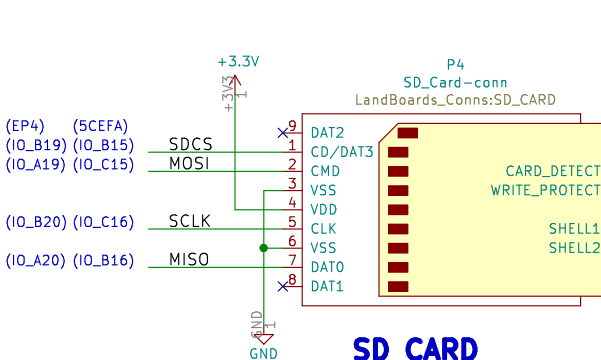 +3.3V
P4
SD_Card-conn
LandBoards_Conns:SD_CARD
+3V3
1
(EP4) (5CEFA)
9 DAT2
(IO_B19) (IO_B15) SDCS 1 CD/DAT3
(IO_A19) (IO_C15) MOSI 2 CMD CARD_DETECT
3 VSS WRITE_PROTECT
4 VDD
(IO_B20) (IO_C16) SCLK 5 CLK SHELL1
6 VSS SHELL2
(IO_A20) (IO_B16) MISO 7 DAT0
8 DAT1
GND
1
GND
SD CARD